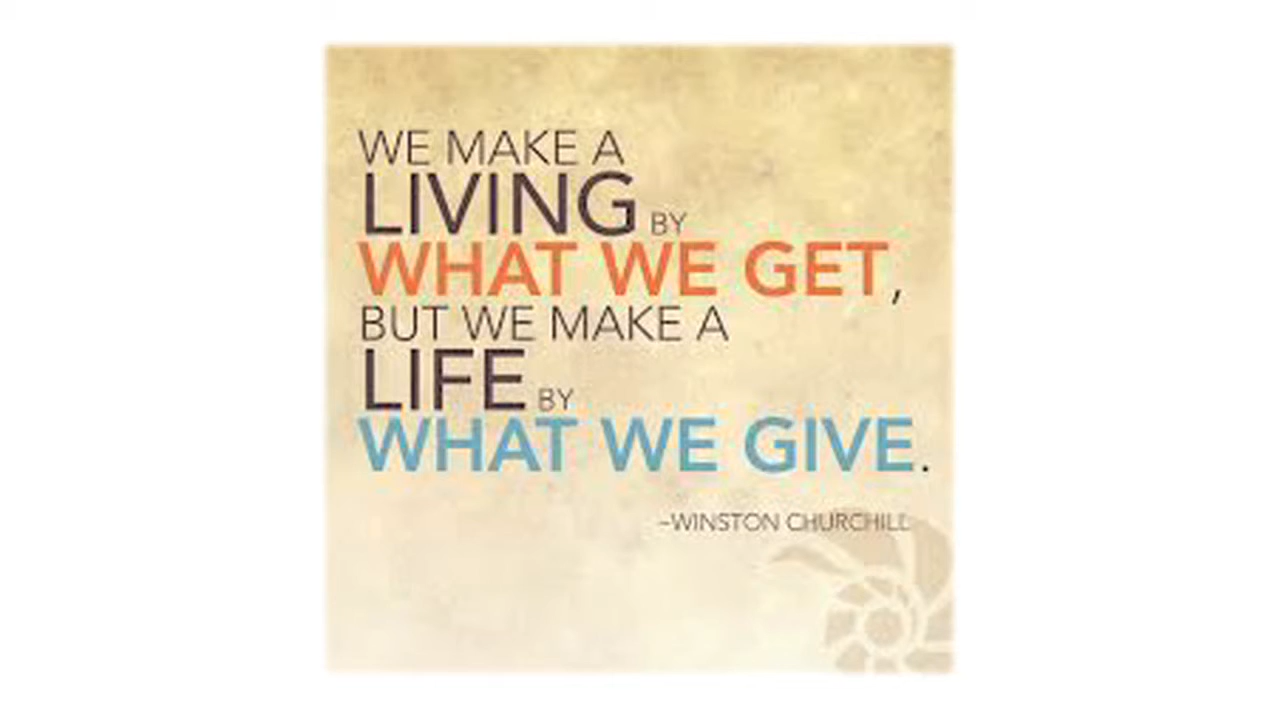 WE MAKE A
LIVING BY
WHAT WE GET,
BUT WE MAKE A
LIFE BY
WHAT WE GIVE.
~WINSTON CHURCHILL